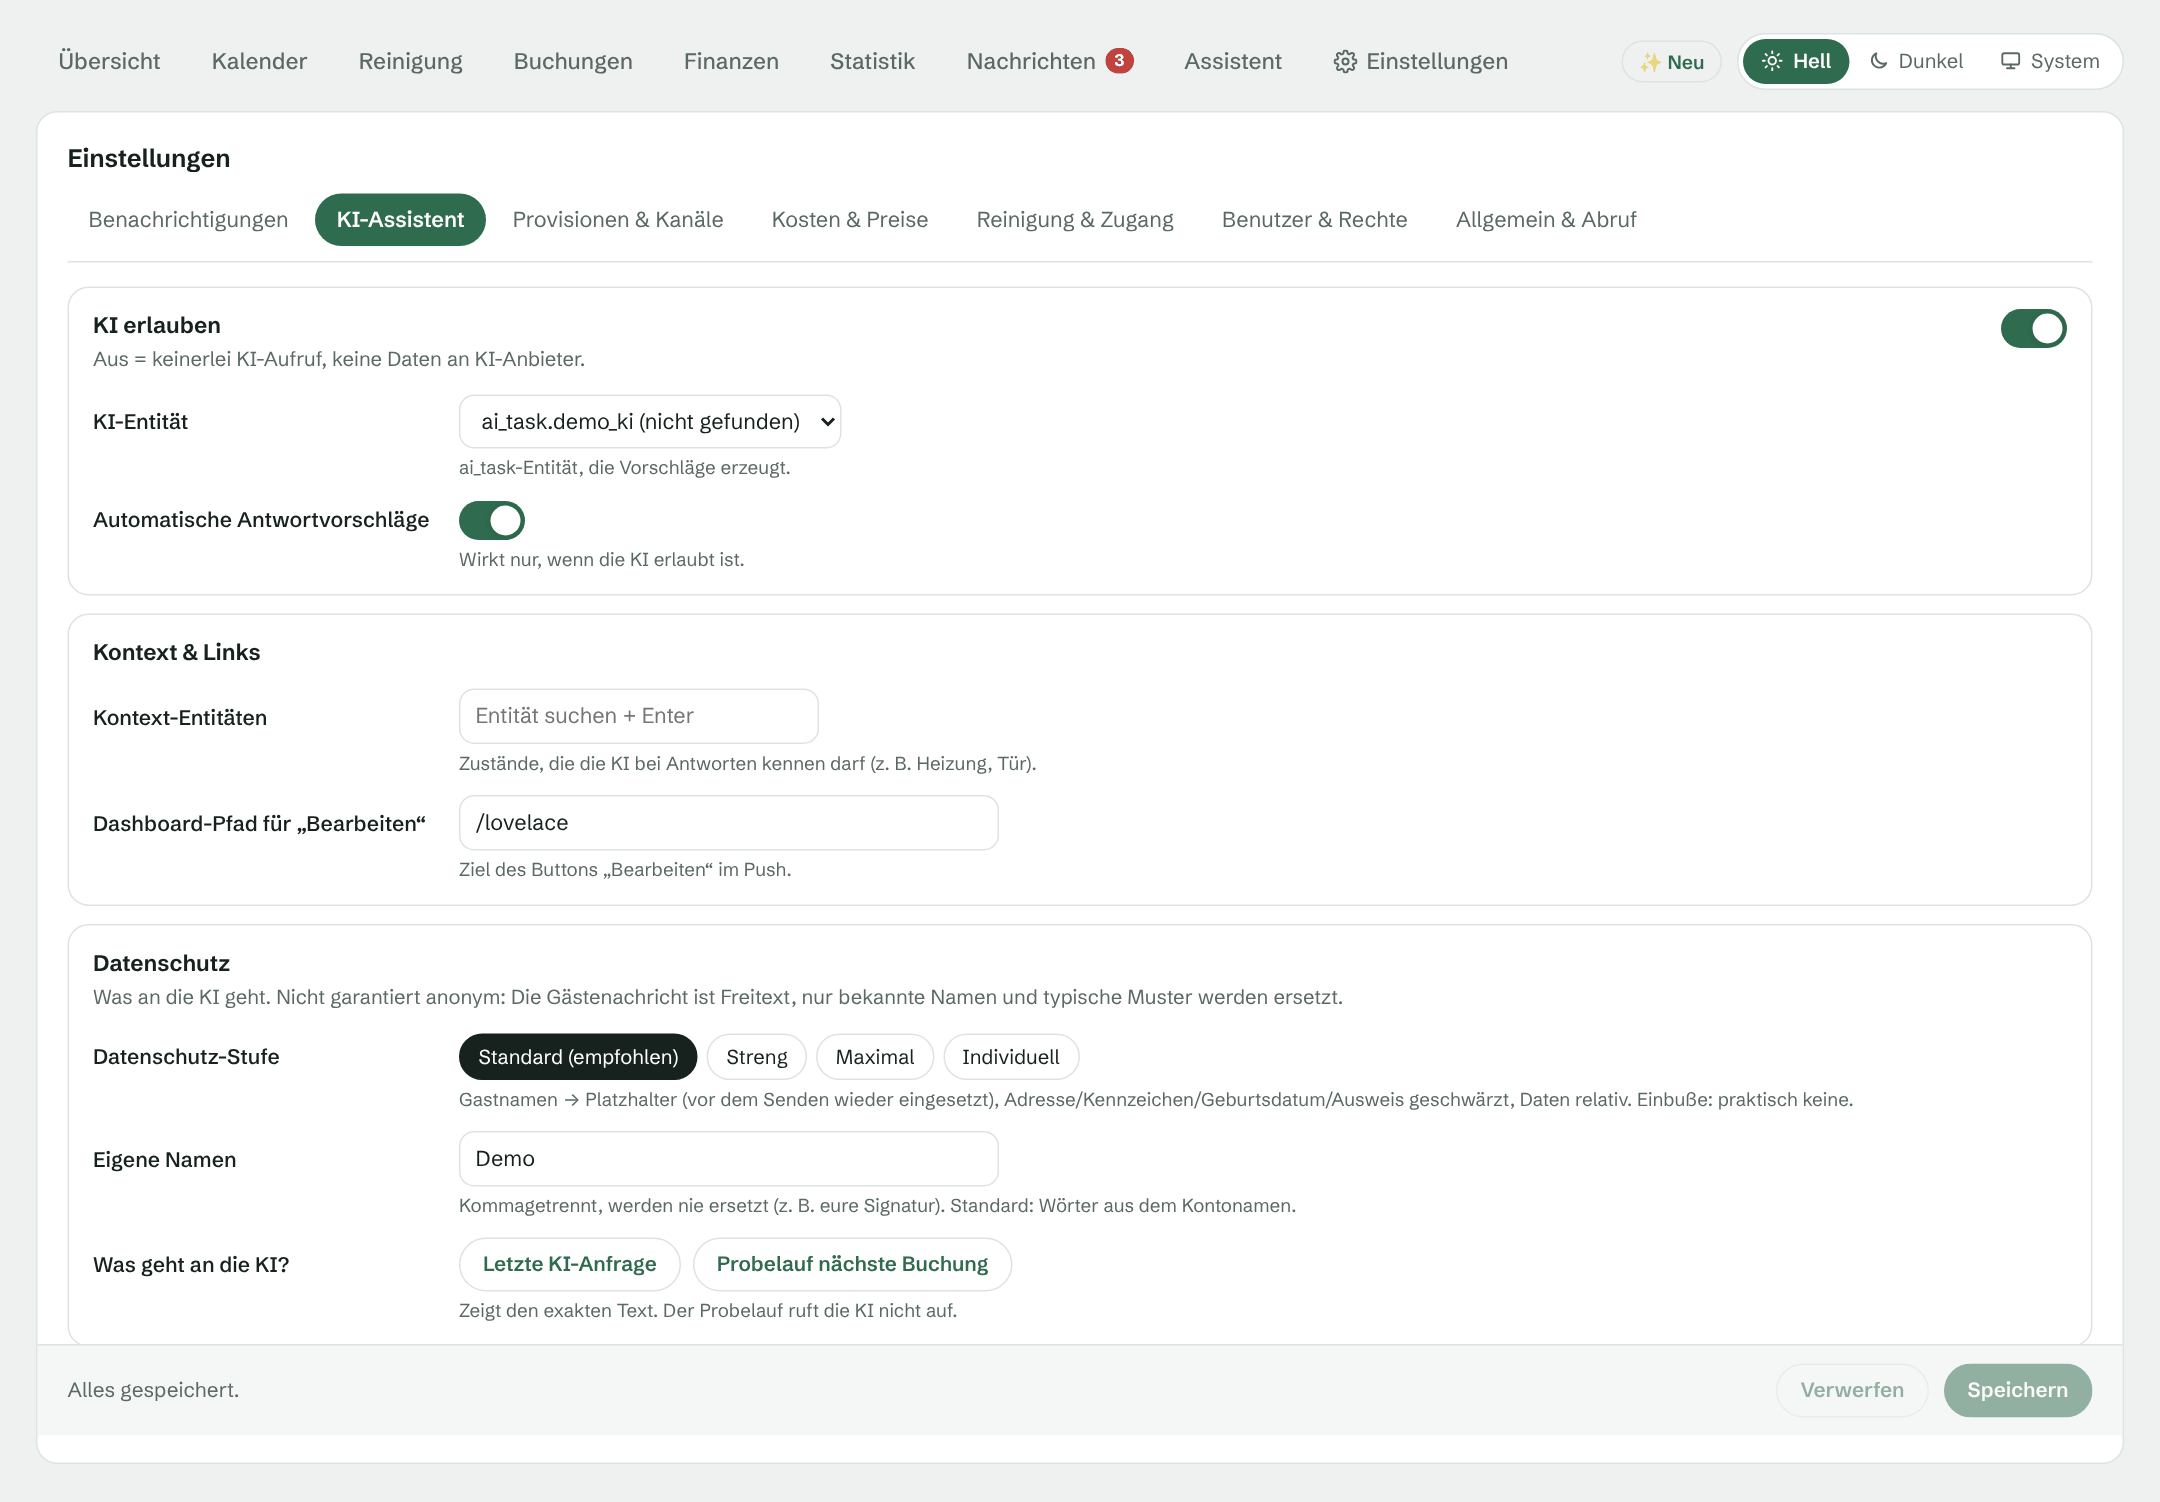 Übersicht Kalender Reinigung Buchungen Finanzen Statistik Nachrichten 3 Assistent Einstellungen ✨ Neu Hell Dunkel System
Einstellungen
Benachrichtigungen KI-Assistent Provisionen & Kanäle Kosten & Preise Reinigung & Zugang Benutzer & Rechte Allgemein & Abruf
KI erlauben
Aus = keinerlei KI-Aufruf, keine Daten an KI-Anbieter.
KI-Entität ai_task.demo_ki (nicht gefunden)
ai_task-Entität, die Vorschläge erzeugt.
Automatische Antwortvorschläge
Wirkt nur, wenn die KI erlaubt ist.
Kontext & Links
Kontext-Entitäten Entität suchen + Enter
Zustände, die die KI bei Antworten kennen darf (z. B. Heizung, Tür).
Dashboard-Pfad für „Bearbeiten“ /lovelace
Ziel des Buttons „Bearbeiten“ im Push.
Datenschutz
Was an die KI geht. Nicht garantiert anonym: Die Gästenachricht ist Freitext, nur bekannte Namen und typische Muster werden ersetzt.
Datenschutz-Stufe Standard (empfohlen) Streng Maximal Individuell
Gastnamen → Platzhalter (vor dem Senden wieder eingesetzt), Adresse/Kennzeichen/Geburtsdatum/Ausweis geschwärzt, Daten relativ. Einbuße: praktisch keine.
Eigene Namen Demo
Kommagetrennt, werden nie ersetzt (z. B. eure Signatur). Standard: Wörter aus dem Kontonamen.
Was geht an die KI? Letzte KI-Anfrage Probelauf nächste Buchung
Zeigt den exakten Text. Der Probelauf ruft die KI nicht auf.
Alles gespeichert. Verwerfen Speichern